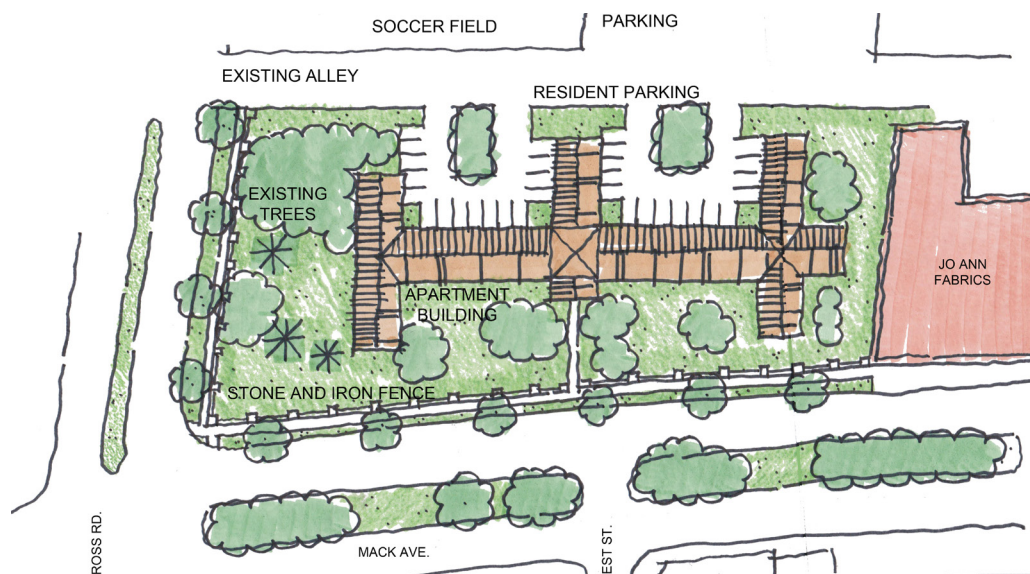 SOCCER FIELD
PARKING
EXISTING ALLEY
RESIDENT PARKING
EXISTING
TREES
JO ANN
FABRICS
APARTMENT
BUILDING
STONE AND IRON FENCE
ROSS RD.
MACK AVE.
EST ST.